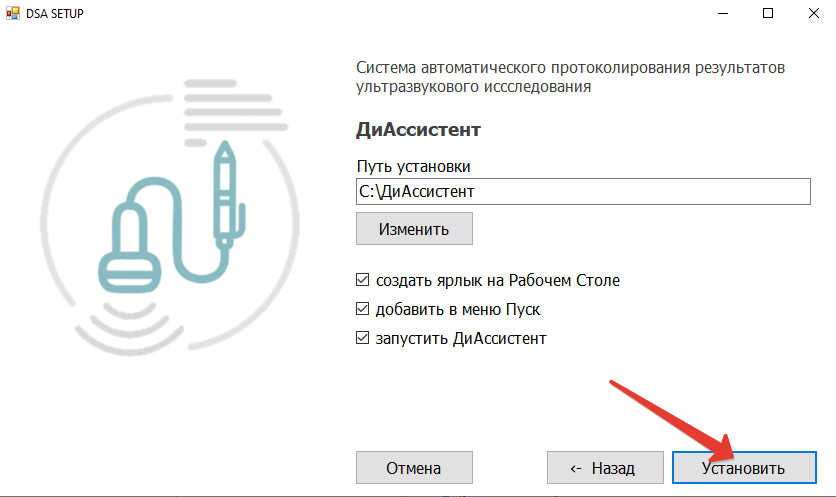 DSA SETUP
Система автоматического протоколирования результатов
ультразвукового иссследования
ДиАссистент
Путь установки
C:\ДиАссистент
Изменить
создать ярлык на Рабочем Столе
добавить в меню Пуск
запустить ДиАссистент
Отмена
<- Назад
Установить